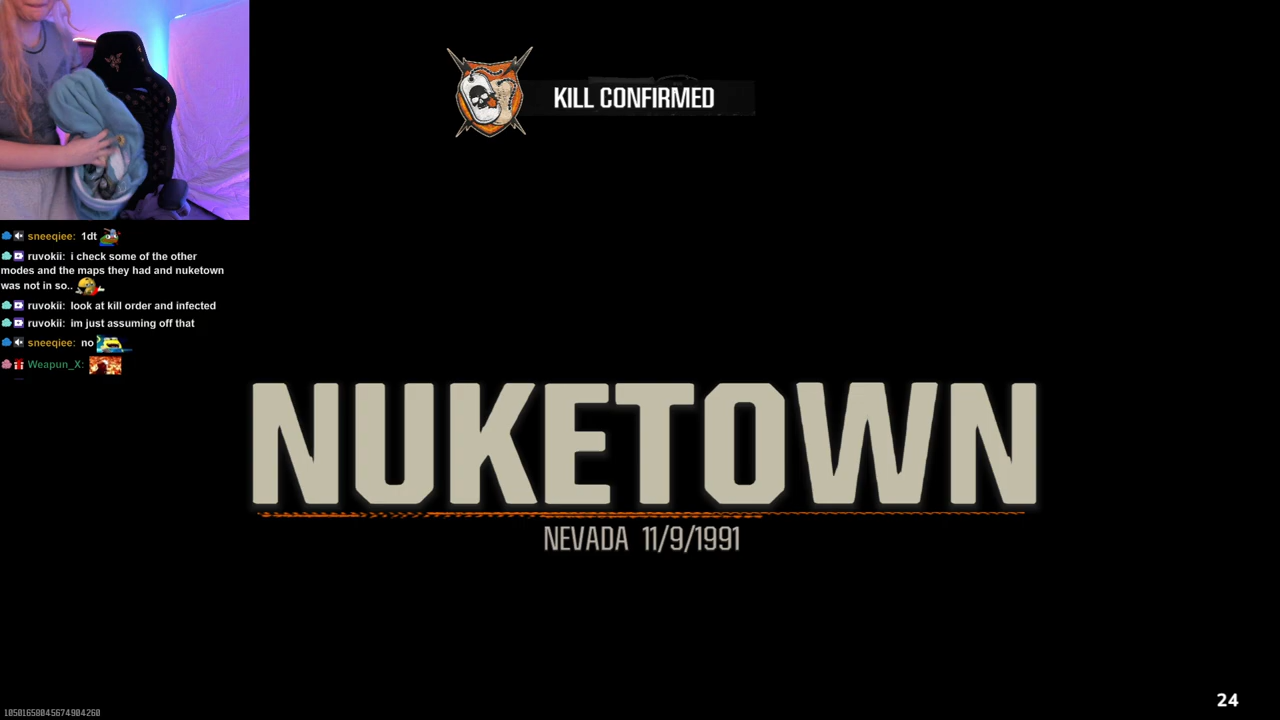 KILL CONFIRMED
sneeqiee: 1dt
ruvokii: i check some of the other
modes and the maps they had and nuketown
was not in so..
ruvokii: look at kill order and infected
ruvokii: im just assuming off that
sneeqiee: no
Weapun_X:
NUKETOWN
NEVADA 11/9/1991
24
10501658045674904260